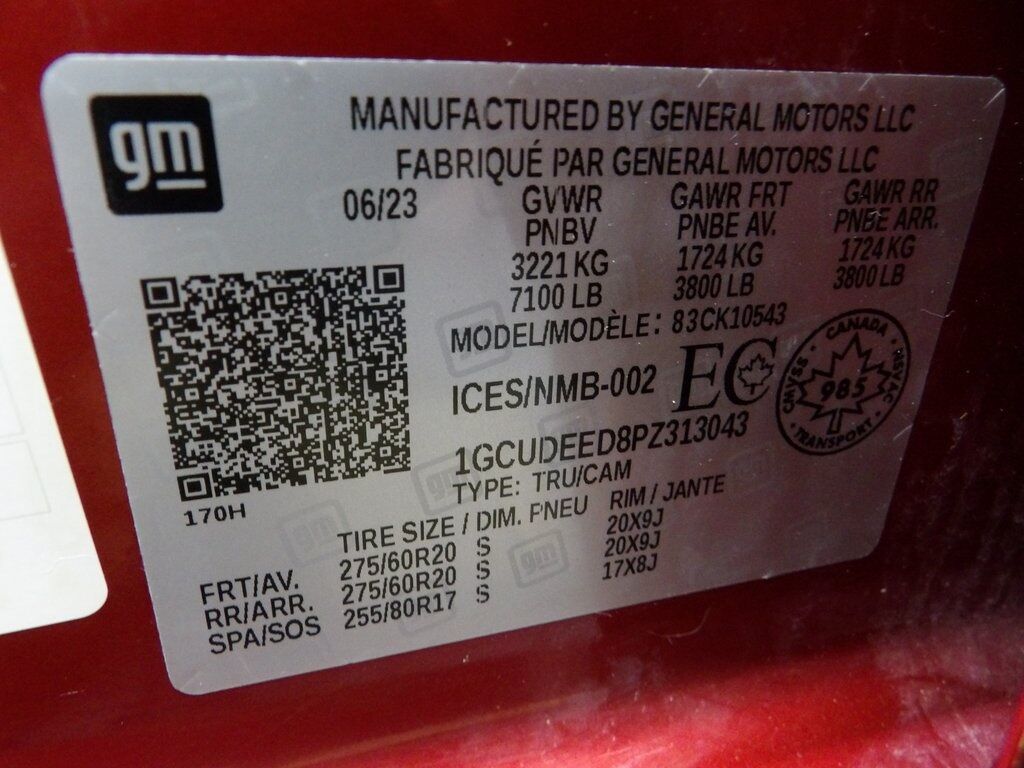 gm
MANUFACTURED BY GENERAL MOTORS LLC
FABRIQUÉ PAR GENERAL MOTORS LLC
06/23 GVWR GAWR FRT GAWR RR
PNBV PNBE AV. PNBE ARR.
3221 KG 1724 KG 1724 KG
7100 LB 3800 LB 3800 LB
MODEL/MODÈLE: 83CK10543
ICES/NMB-002 EC
CANADA
CMVSS 985 NSVAC
TRANSPORT
1GCUDEED8PZ313043
TYPE: TRU/CAM
170H
TIRE SIZE / DIM. PNEU RIM / JANTE
FRT/AV. 275/60R20 S 20X9J
RR/ARR. 275/60R20 S 20X9J
SPA/SOS 255/80R17 S 17X8J